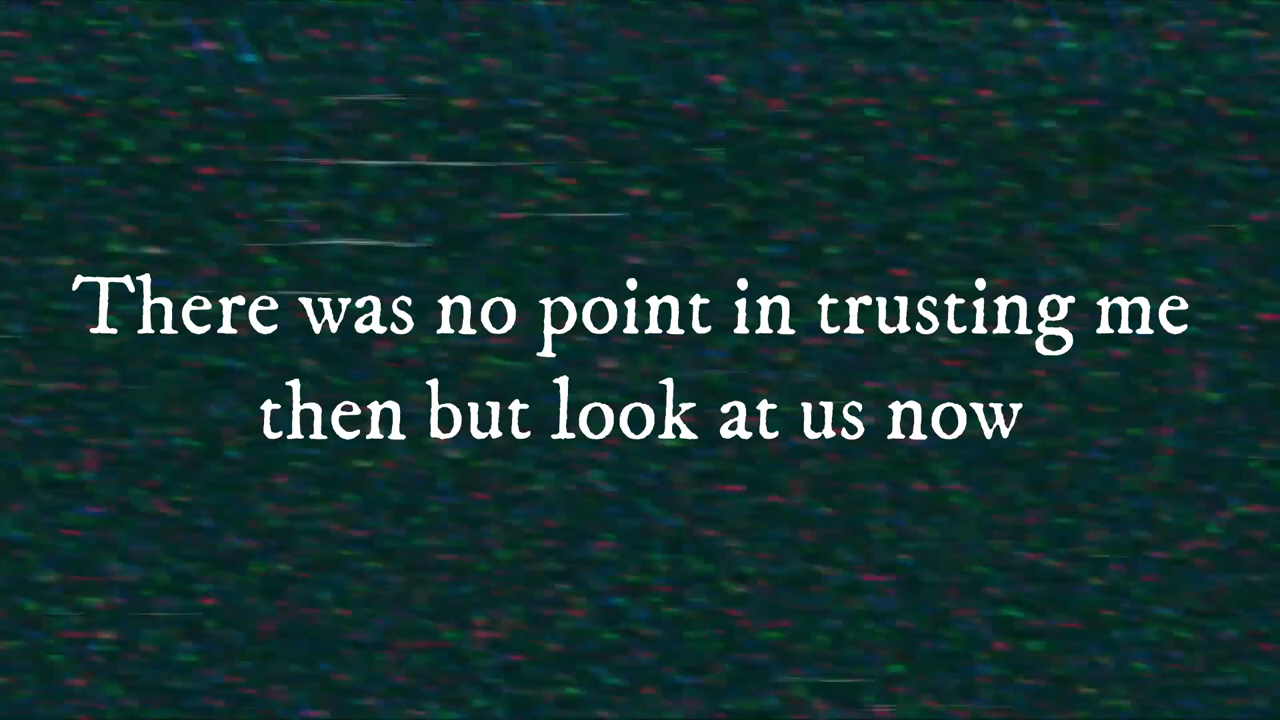 There was no point in trusting me
then but look at us now